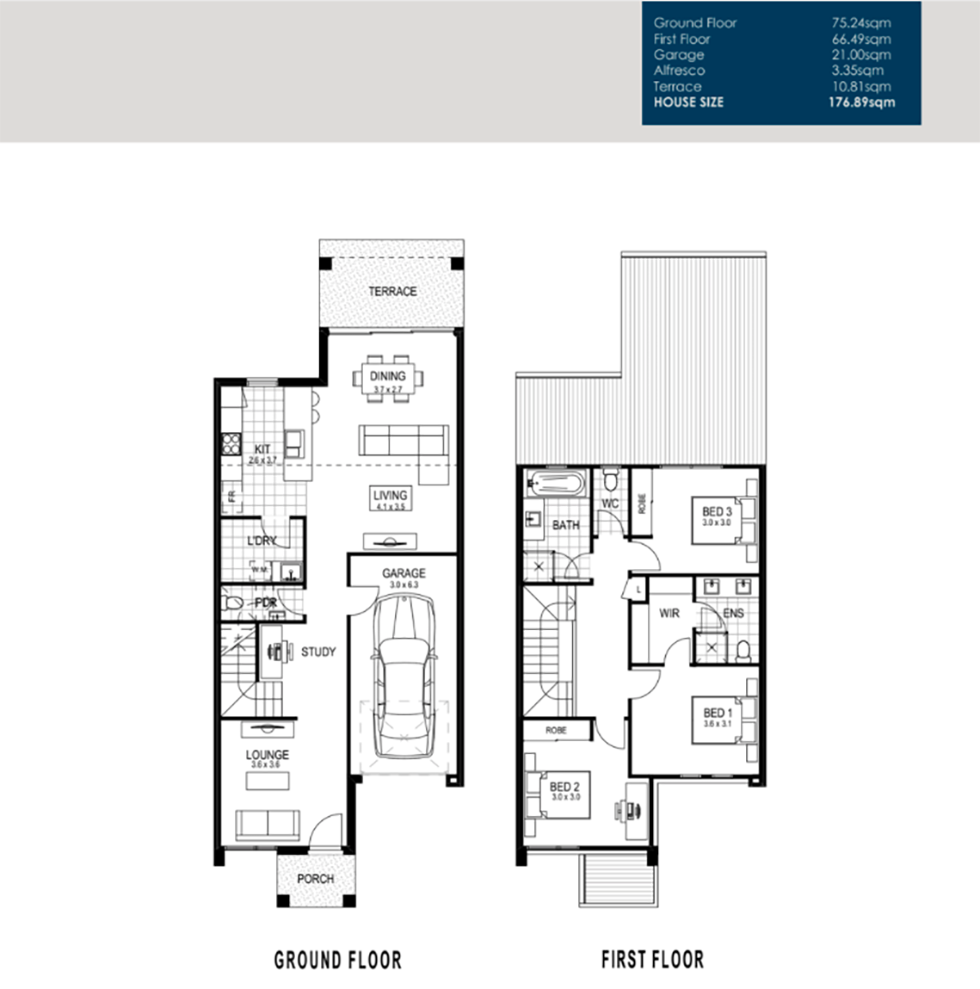 Ground Floor 75.24sqm
First Floor 66.49sqm
Garage 21.00sqm
Alfresco 3.35sqm
Terrace 10.81sqm
HOUSE SIZE 176.89sqm
TERRACE
DINING
3.7 x 2.7
KIT
2.6 x 3.7
FR
LIVING
4.1 x 3.5
L'DRY
W.M
PDR
GARAGE
3.0 x 6.3
STUDY
LOUNGE
3.6 x 3.6
PORCH
GROUND FLOOR
WC
ROBE
BED 3
3.0 x 3.0
BATH
L
WIR
ENS
BED 1
3.6 x 3.1
ROBE
BED 2
3.0 x 3.0
FIRST FLOOR